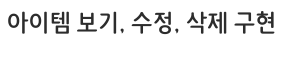 아이템 보기, 수정, 삭제 구현